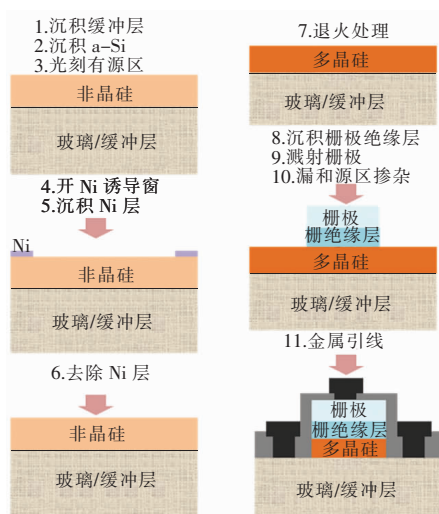 1.沉积缓冲层
2.沉积 a-Si
3.光刻有源区
非晶硅
玻璃/缓冲层
4.开 Ni 诱导窗
5.沉积 Ni 层
Ni
非晶硅
玻璃/缓冲层
6.去除 Ni 层
非晶硅
玻璃/缓冲层
7.退火处理
多晶硅
玻璃/缓冲层
8.沉积栅极绝缘层
9.溅射栅极
10.漏和源区掺杂
栅极
栅绝缘层
多晶硅
玻璃/缓冲层
11.金属引线
栅极
栅绝缘层
多晶硅
玻璃/缓冲层